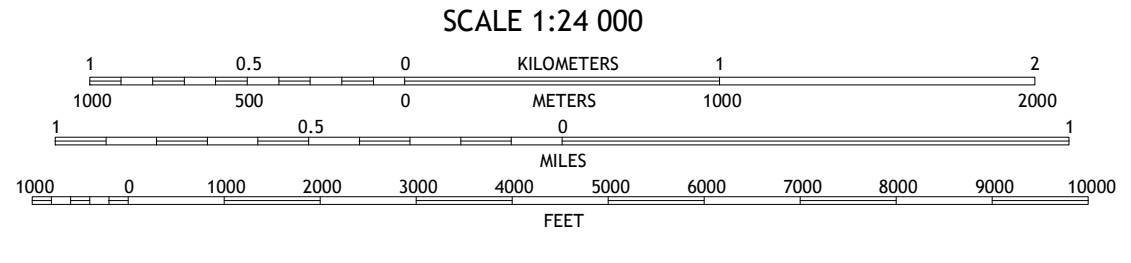 SCALE 1:24 000
1 0.5 0 KILOMETERS 1 2
1000 500 0 METERS 1000 2000
1 0.5 0 1
MILES
1000 0 1000 2000 3000 4000 5000 6000 7000 8000 9000 10000
FEET